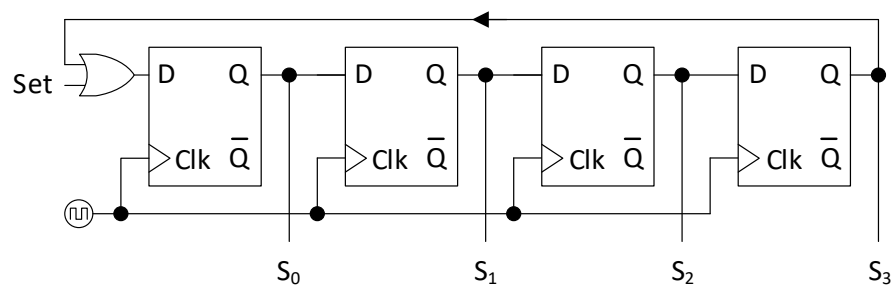 Set
D Q D Q D Q D Q
Clk Q̅ Clk Q̅ Clk Q̅ Clk Q̅
S₀ S₁ S₂ S₃